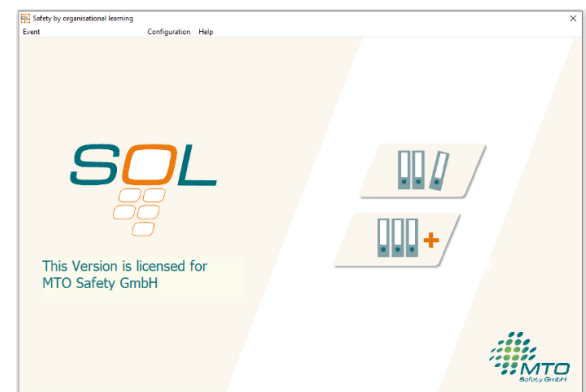 Safety by organisational learning
Event Configuration Help
SOL
This Version is licensed for
MTO Safety GmbH
MTO
Safety GmbH